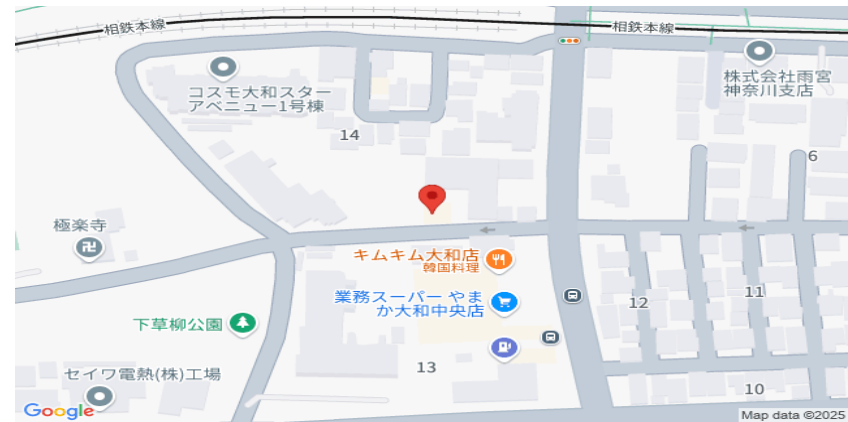 相鉄本線
相鉄本線
コスモ大和スター
アベニュー1号棟
株式会社雨宮
神奈川支店
14
6
極楽寺
卍
キムキム大和店
韓国料理
業務スーパー やま
か大和中央店
12
11
下草柳公園
13
セイワ電熱(株)工場
10
Google
Map data ©2025